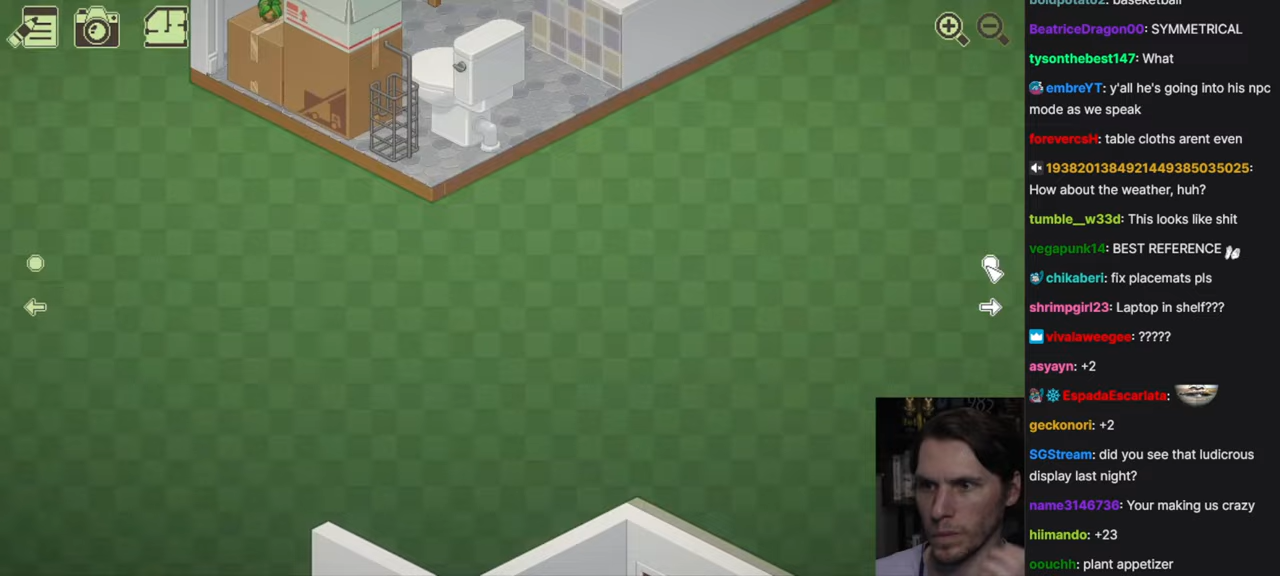 boldpotato2: baseketball
BeatriceDragon00: SYMMETRICAL
tysonthebest147: What
embreYT: y'all he's going into his npc
mode as we speak
forevercsH: table cloths arent even
1938201384921449385035025:
How about the weather, huh?
tumble__w33d: This looks like shit
vegapunk14: BEST REFERENCE
chikaberi: fix placemats pls
shrimpgirl23: Laptop in shelf???
vivalaweegee: ?????
asyayn: +2
EspadaEscarlata:
geckonori: +2
SGStream: did you see that ludicrous
display last night?
name3146736: Your making us crazy
hiimando: +23
oouchh: plant appetizer